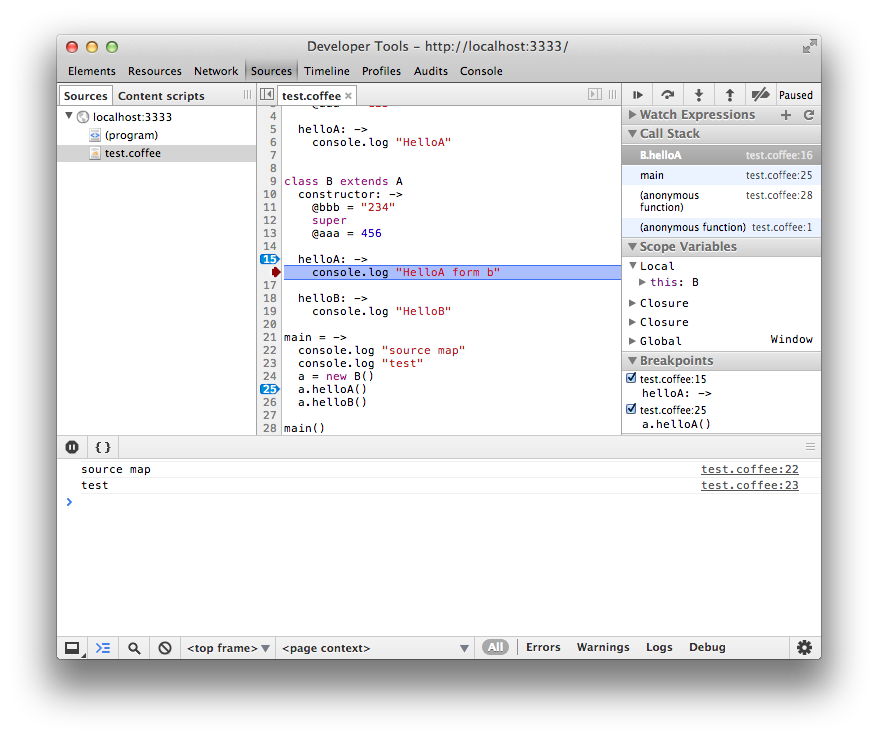 Developer Tools - http://localhost:3333/
Elements Resources Network Sources Timeline Profiles Audits Console
Sources Content scripts
localhost:3333
(program)
test.coffee
test.coffee ×
4
5 helloA: ->
6 console.log "HelloA"
7
8
9 class B extends A
10 constructor: ->
11 @bbb = "234"
12 super
13 @aaa = 456
14
15 helloA: ->
console.log "HelloA form b"
17
18 helloB: ->
19 console.log "HelloB"
20
21 main = ->
22 console.log "source map"
23 console.log "test"
24 a = new B()
25 a.helloA()
26 a.helloB()
27
28 main()
Paused
Watch Expressions
Call Stack
B.helloA test.coffee:16
main test.coffee:25
(anonymous test.coffee:28
function)
(anonymous function) test.coffee:1
Scope Variables
Local
this: B
Closure
Closure
Global Window
Breakpoints
test.coffee:15
helloA: ->
test.coffee:25
a.helloA()
{ }
source map test.coffee:22
test test.coffee:23
>
<top frame> <page context> All Errors Warnings Logs Debug